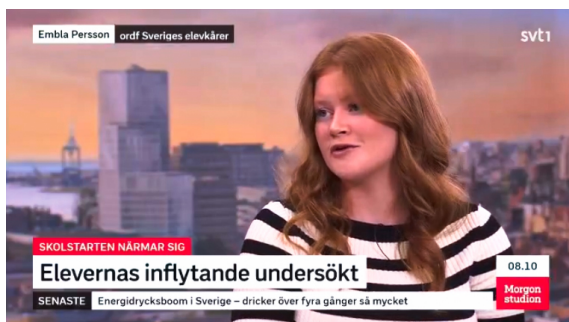 Embla Persson ordf Sveriges elevkårer
svt1
SKOLSTARTEN NÄRMAR SIG
Elevernas inflytande undersökt
08.10
SENASTE Energidrycksboom i Sverige – dricker över fyra gånger så mycket
Morgon
studion